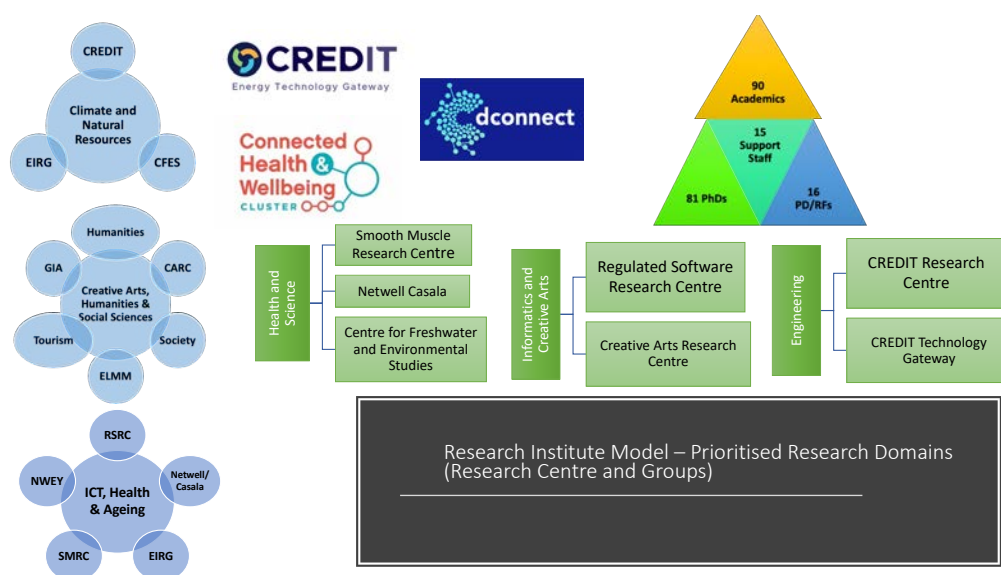 CREDIT
Climate and
Natural
Resources
EIRG
CFES
Humanities
GIA
CARC
Creative Arts,
Humanities &
Social Sciences
Tourism
Society
ELMM
RSRC
NWEY
Netwell/
Casala
ICT, Health
& Ageing
SMRC
EIRG
CREDIT
Energy Technology Gateway
dconnect
Connected
Health &
Wellbeing
CLUSTER
90
Academics
15
Support
Staff
81 PhDs
16
PD/RFs
Health and
Science
Smooth Muscle
Research Centre
Netwell Casala
Centre for Freshwater
and Environmental
Studies
Informatics and
Creative Arts
Regulated Software
Research Centre
Creative Arts Research
Centre
Engineering
CREDIT Research
Centre
CREDIT Technology
Gateway
Research Institute Model – Prioritised Research Domains
(Research Centre and Groups)